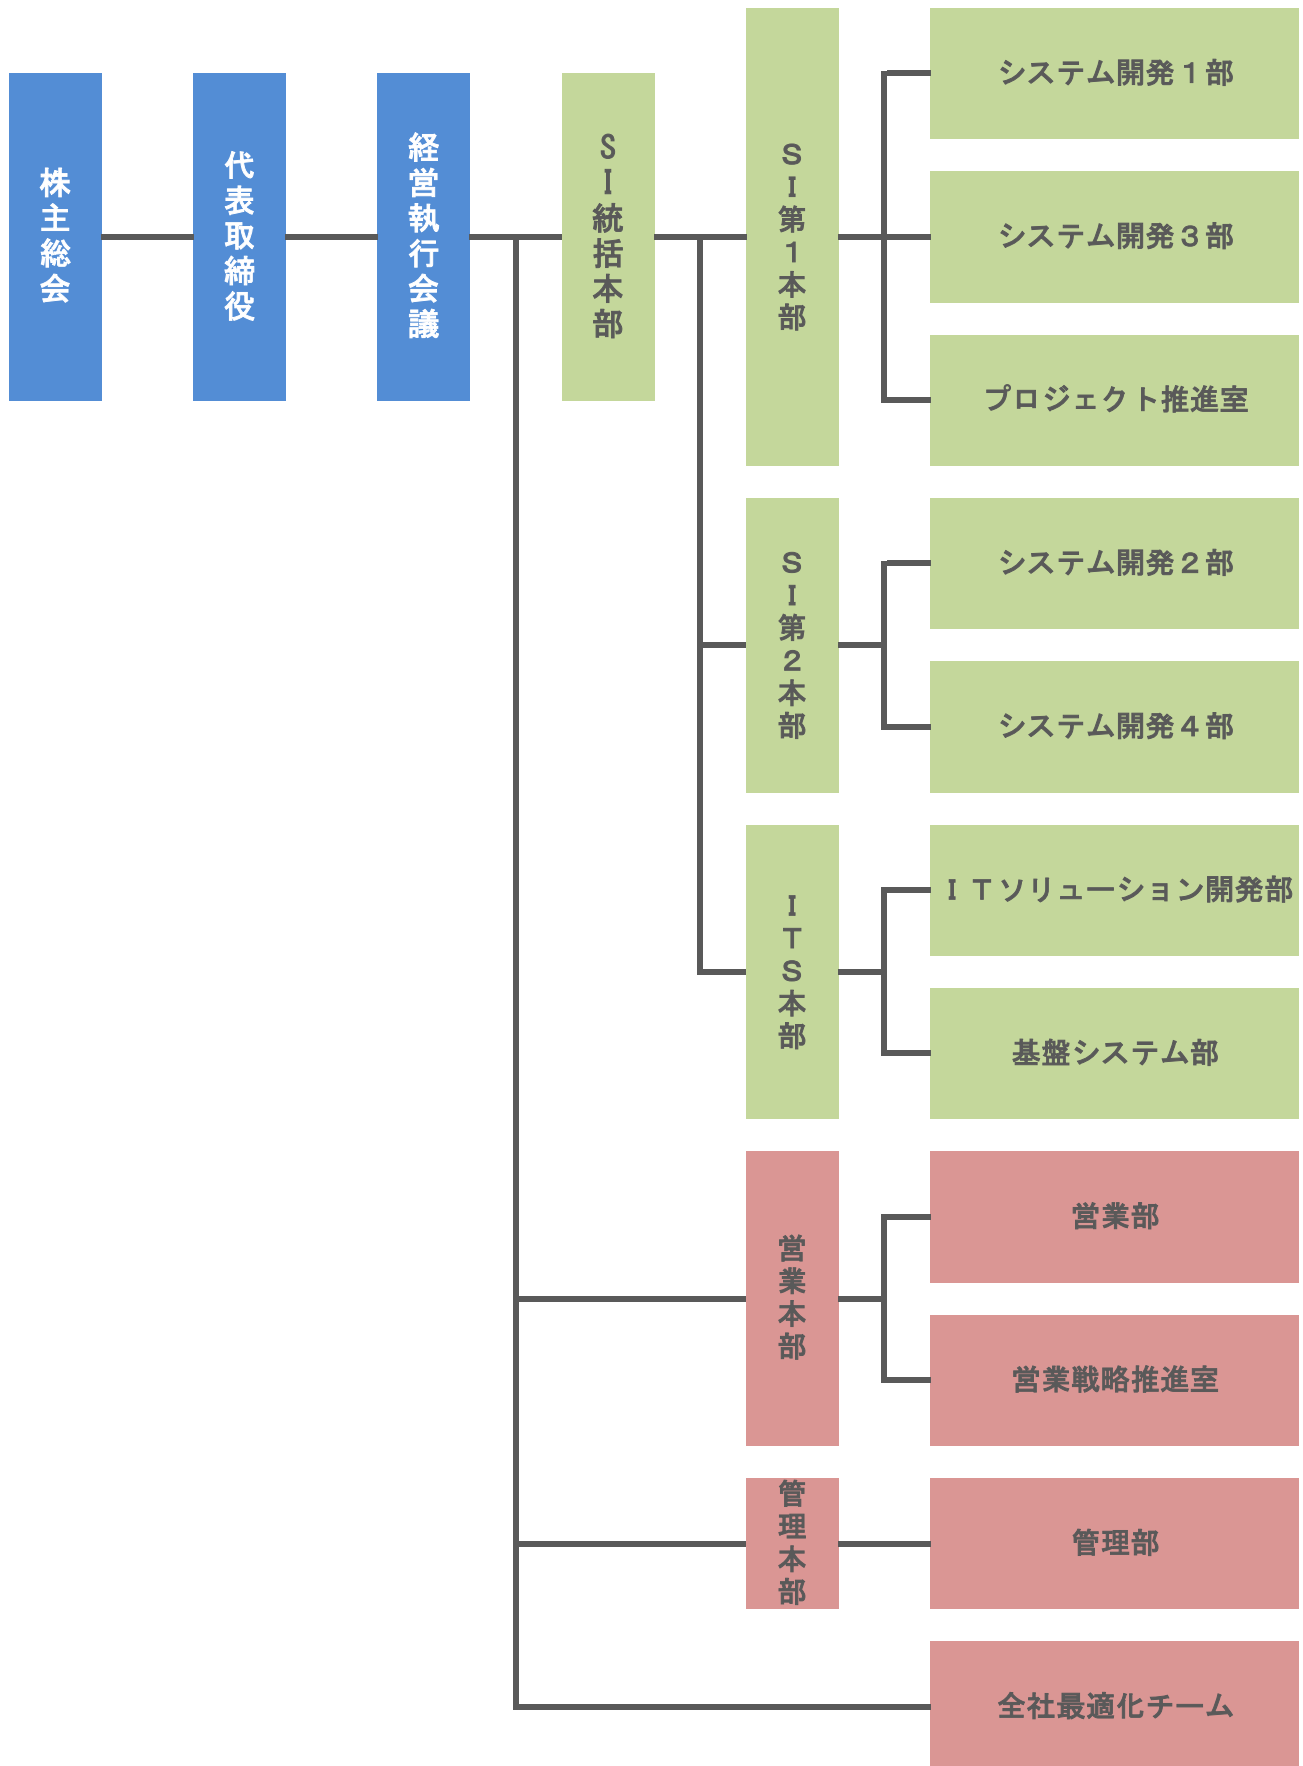 株主総会
代表取締役
経営執行会議
SI統括本部
ＳＩ第１本部
システム開発１部
システム開発３部
プロジェクト推進室
ＳＩ第２本部
システム開発２部
システム開発４部
ＩＴＳ本部
ＩＴソリューション開発部
基盤システム部
営業本部
営業部
営業戦略推進室
管理本部
管理部
全社最適化チーム